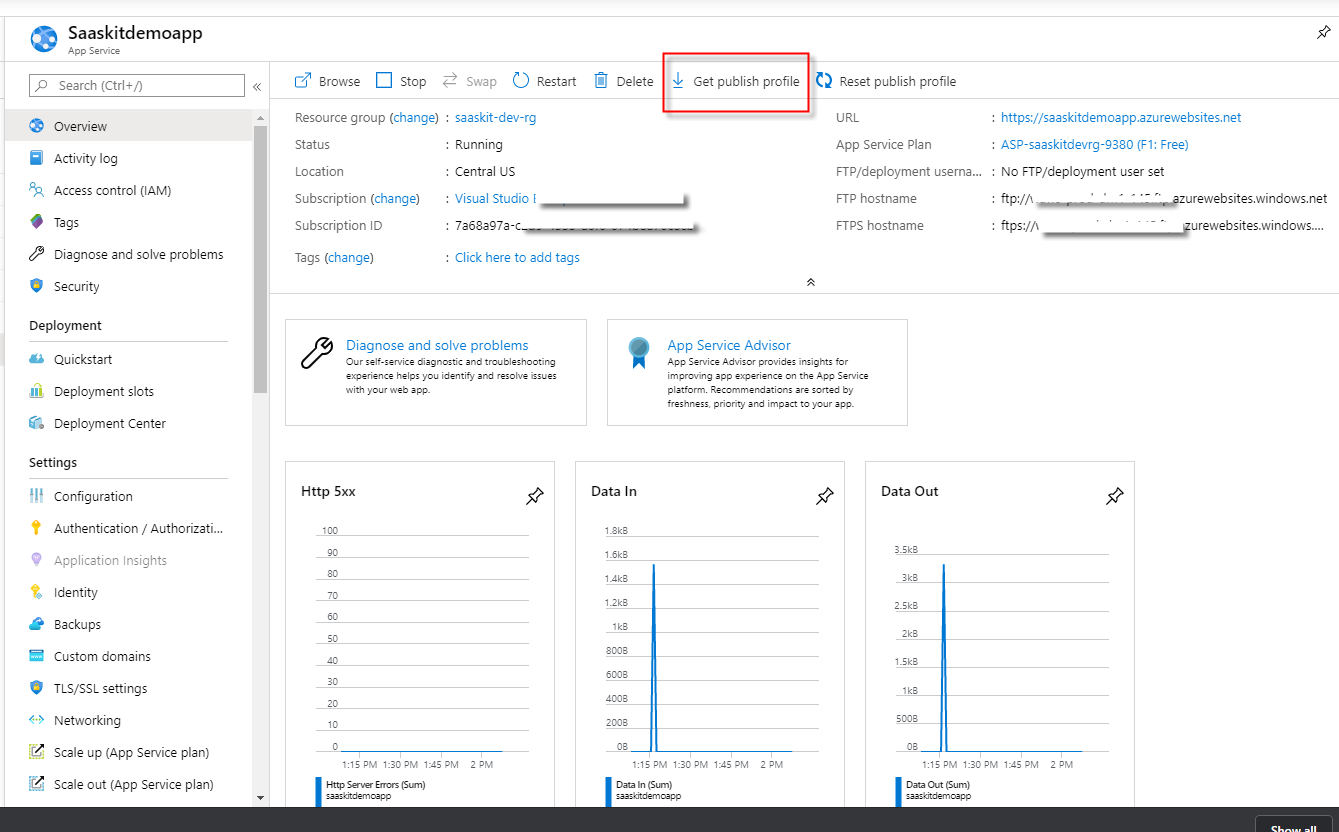 Saaskitdemoapp
App Service
Search (Ctrl+/)
«
Overview
Activity log
Access control (IAM)
Tags
Diagnose and solve problems
Security
Deployment
Quickstart
Deployment slots
Deployment Center
Settings
Configuration
Authentication / Authorizati...
Application Insights
Identity
Backups
Custom domains
TLS/SSL settings
Networking
Scale up (App Service plan)
Scale out (App Service plan)
Browse Stop Swap Restart Delete Get publish profile Reset publish profile
Resource group (change) : saaskit-dev-rg
Status : Running
Location : Central US
Subscription (change) : Visual Studio
Subscription ID : 7a68a97a-
Tags (change) : Click here to add tags
URL : https://saaskitdemoapp.azurewebsites.net
App Service Plan : ASP-saaskitdevrg-9380 (F1: Free)
FTP/deployment userna... : No FTP/deployment user set
FTP hostname : ftp:// azurewebsites.windows.net
FTPS hostname : ftps:// zurewebsites.windows....
Diagnose and solve problems
Our self-service diagnostic and troubleshooting
experience helps you identify and resolve issues
with your web app.
App Service Advisor
App Service Advisor provides insights for
improving app experience on the App Service
platform. Recommendations are sorted by
freshness, priority and impact to your app.
Http 5xx
100
90
80
70
60
50
40
30
20
10
0
1:15 PM 1:30 PM 1:45 PM 2 PM
Http Server Errors (Sum)
saaskitdemoapp
Data In
1.8kB
1.6kB
1.4kB
1.2kB
1kB
800B
600B
400B
200B
0B
1:15 PM 1:30 PM 1:45 PM 2 PM
Data In (Sum)
saaskitdemoapp
Data Out
3.5kB
3kB
2.5kB
2kB
1.5kB
1kB
500B
0B
1:15 PM 1:30 PM 1:45 PM 2 PM
Data Out (Sum)
saaskitdemoapp
Show all